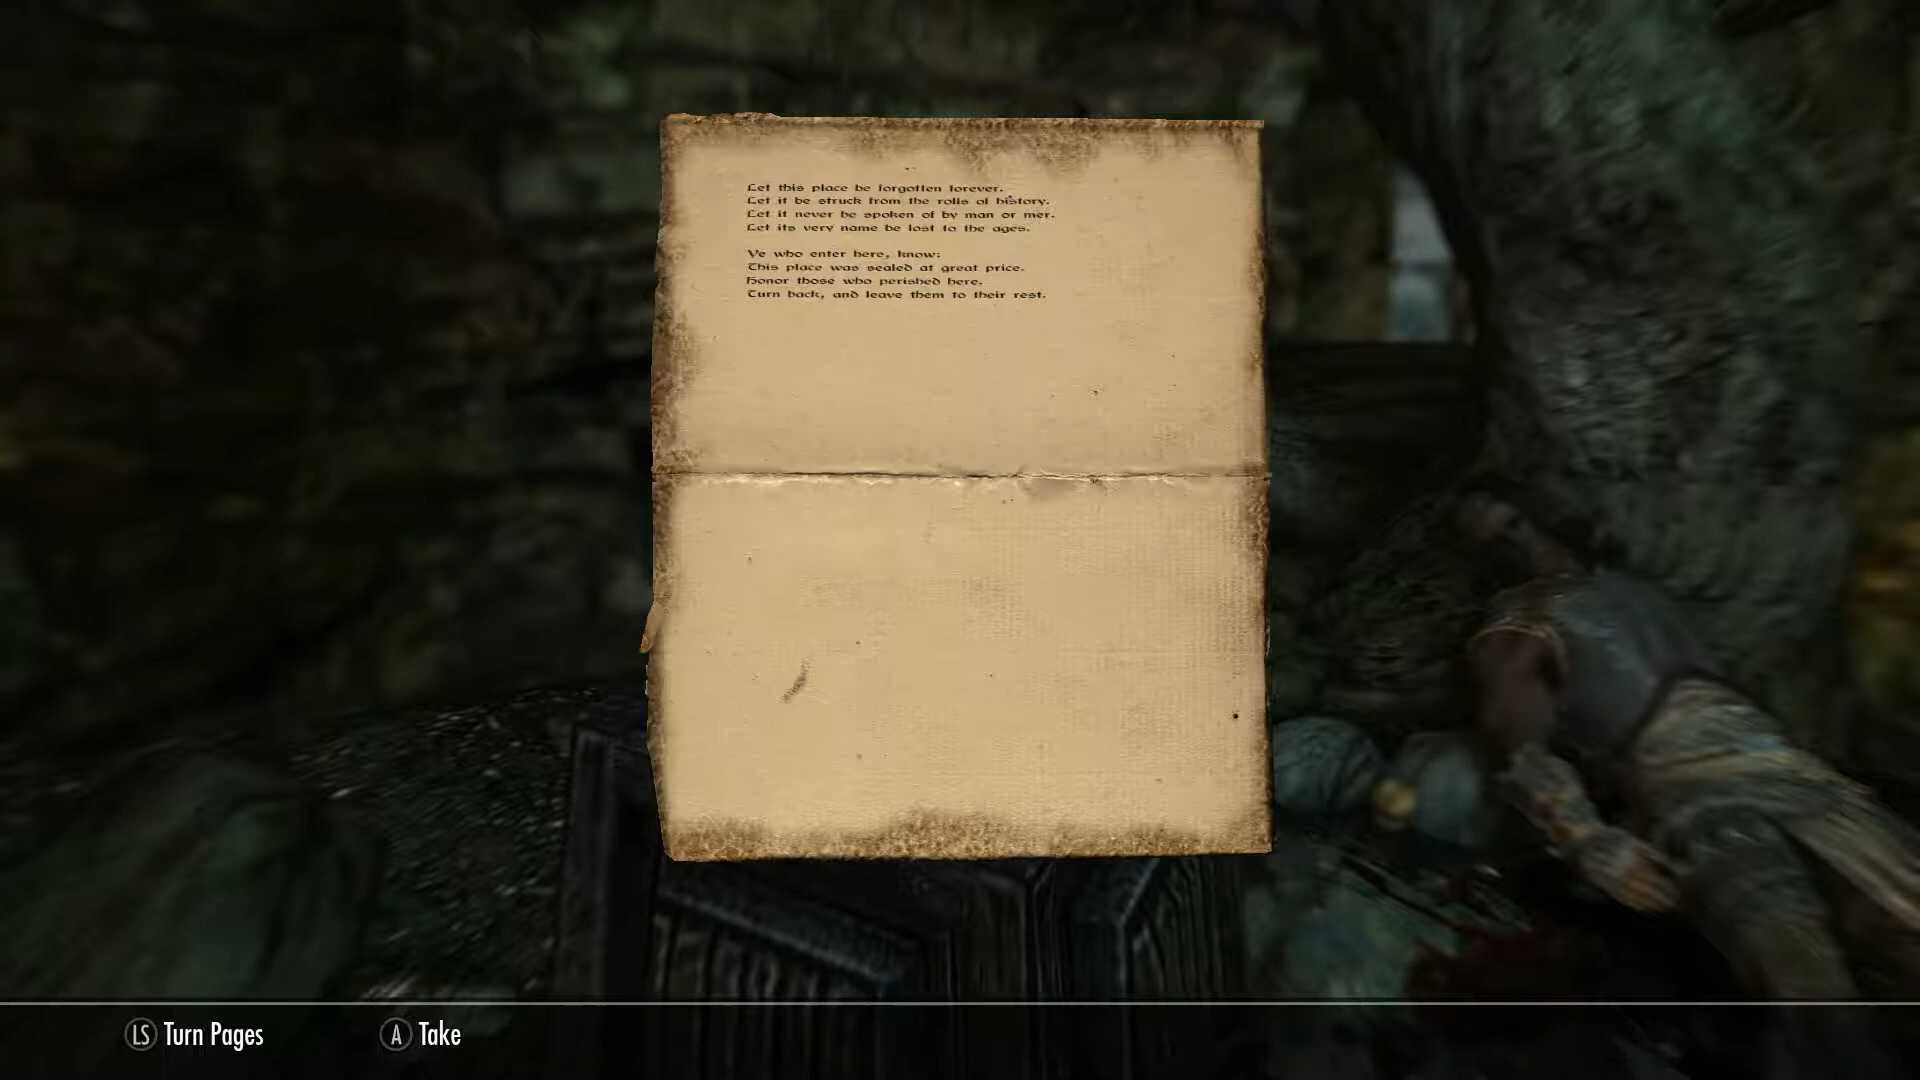 Let this place be forgotten forever.
Let it be struck from the rolls of history.
Let it never be spoken of by man or mer.
Let its very name be lost to the ages.
Ye who enter here, know:
This place was sealed at great price.
Honor those who perished here.
Turn back, and leave them to their rest.
LS Turn Pages
A Take